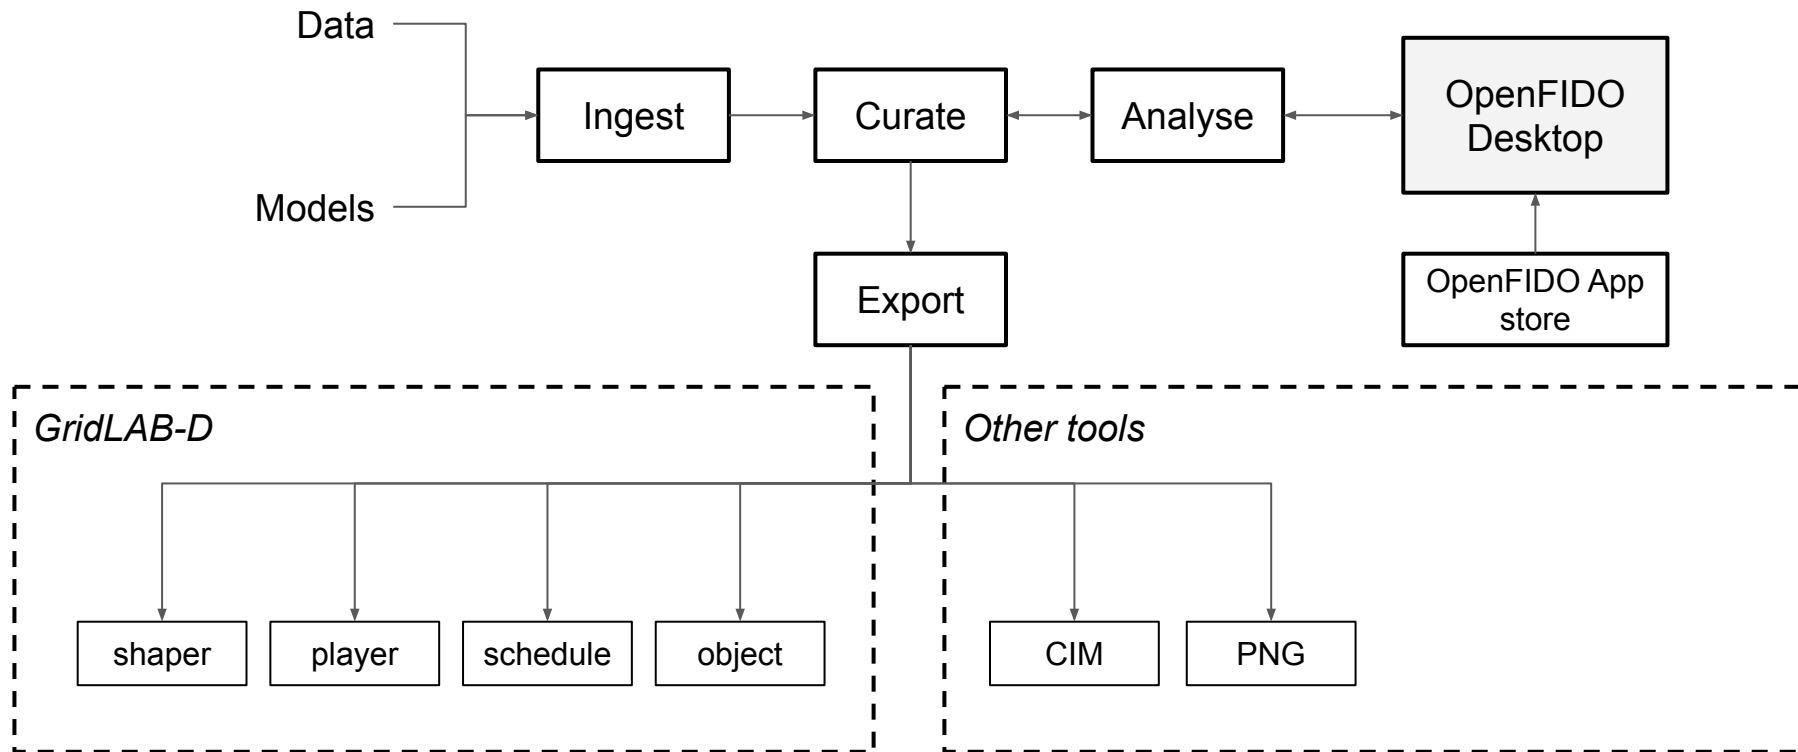 Data
Models
Ingest
Curate
Analyse
OpenFIDO
Desktop
Export
OpenFIDO App
store
GridLAB-D
Other tools
shaper
player
schedule
object
CIM
PNG